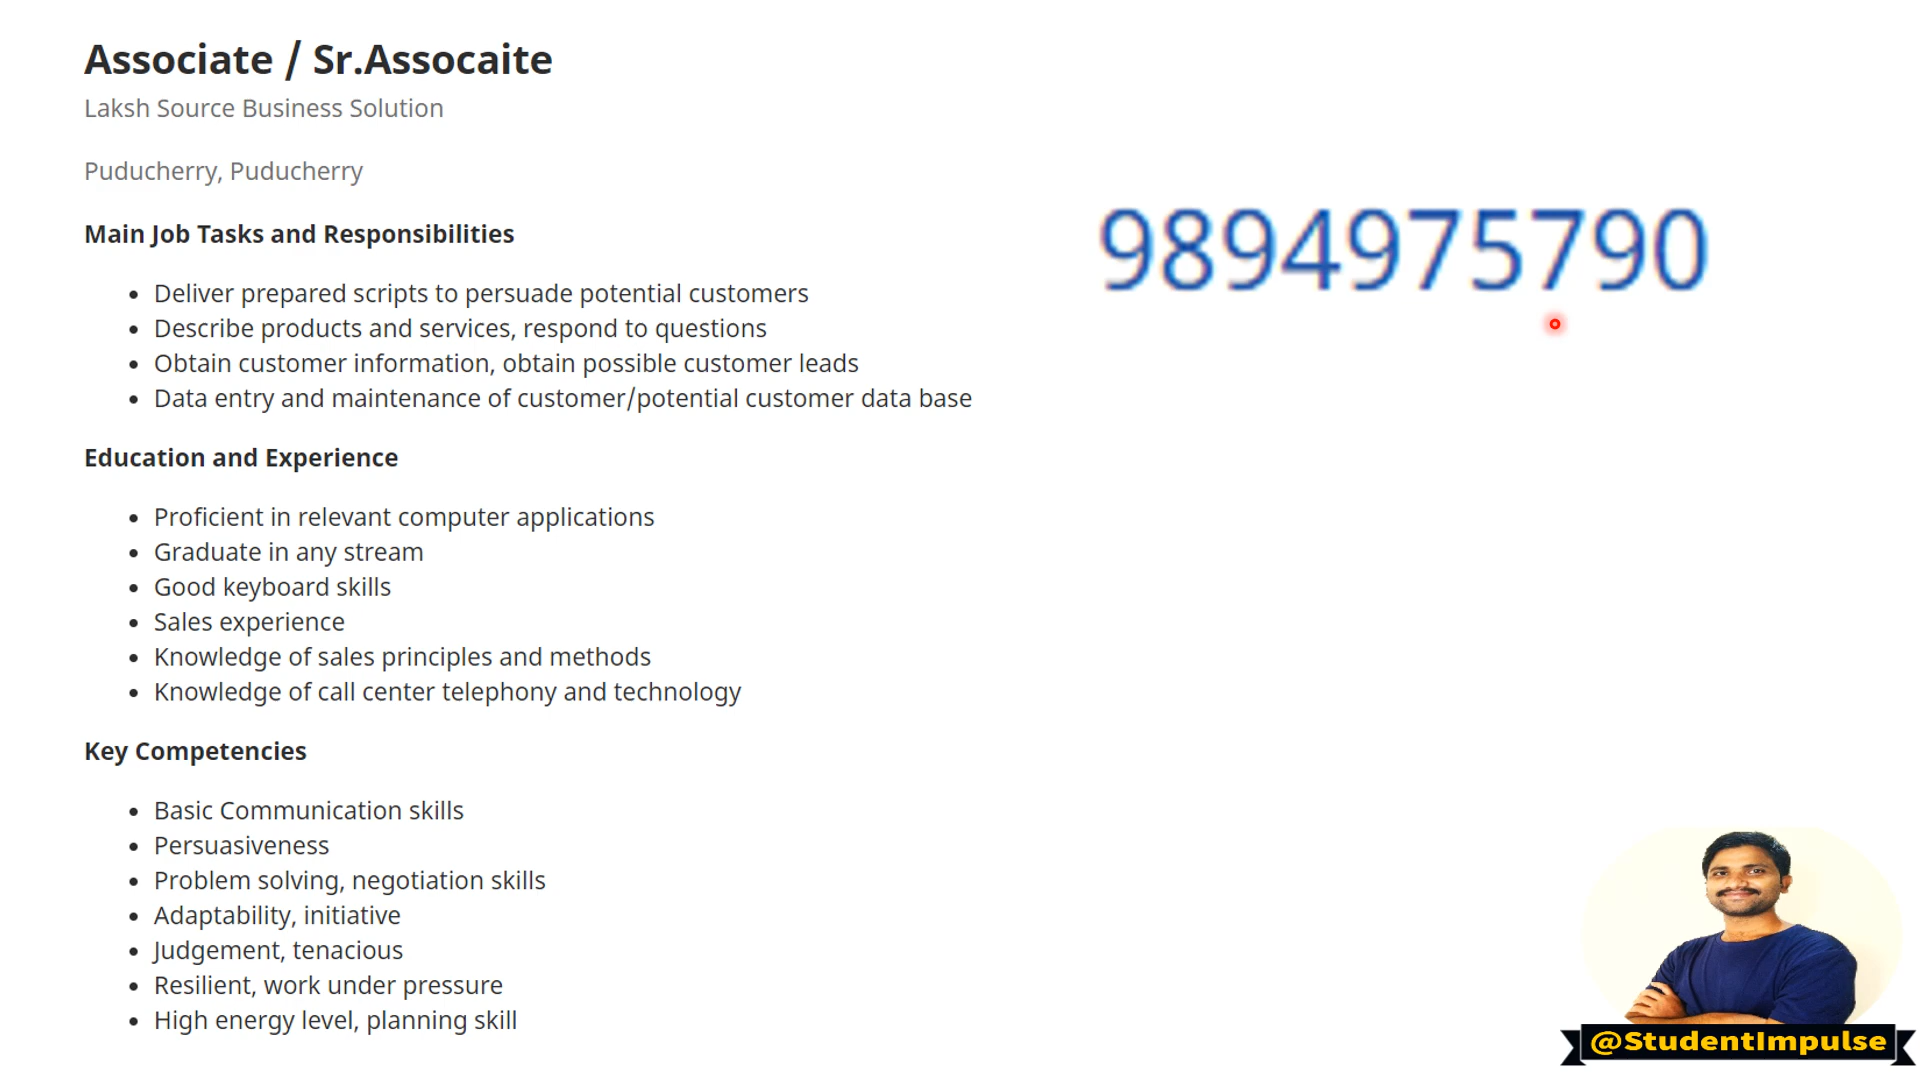 Associate / Sr.Assocaite
Laksh Source Business Solution
Puducherry, Puducherry
Main Job Tasks and Responsibilities
• Deliver prepared scripts to persuade potential customers
• Describe products and services, respond to questions
• Obtain customer information, obtain possible customer leads
• Data entry and maintenance of customer/potential customer data base
Education and Experience
• Proficient in relevant computer applications
• Graduate in any stream
• Good keyboard skills
• Sales experience
• Knowledge of sales principles and methods
• Knowledge of call center telephony and technology
Key Competencies
• Basic Communication skills
• Persuasiveness
• Problem solving, negotiation skills
• Adaptability, initiative
• Judgement, tenacious
• Resilient, work under pressure
• High energy level, planning skill
9894975790
@StudentImpulse